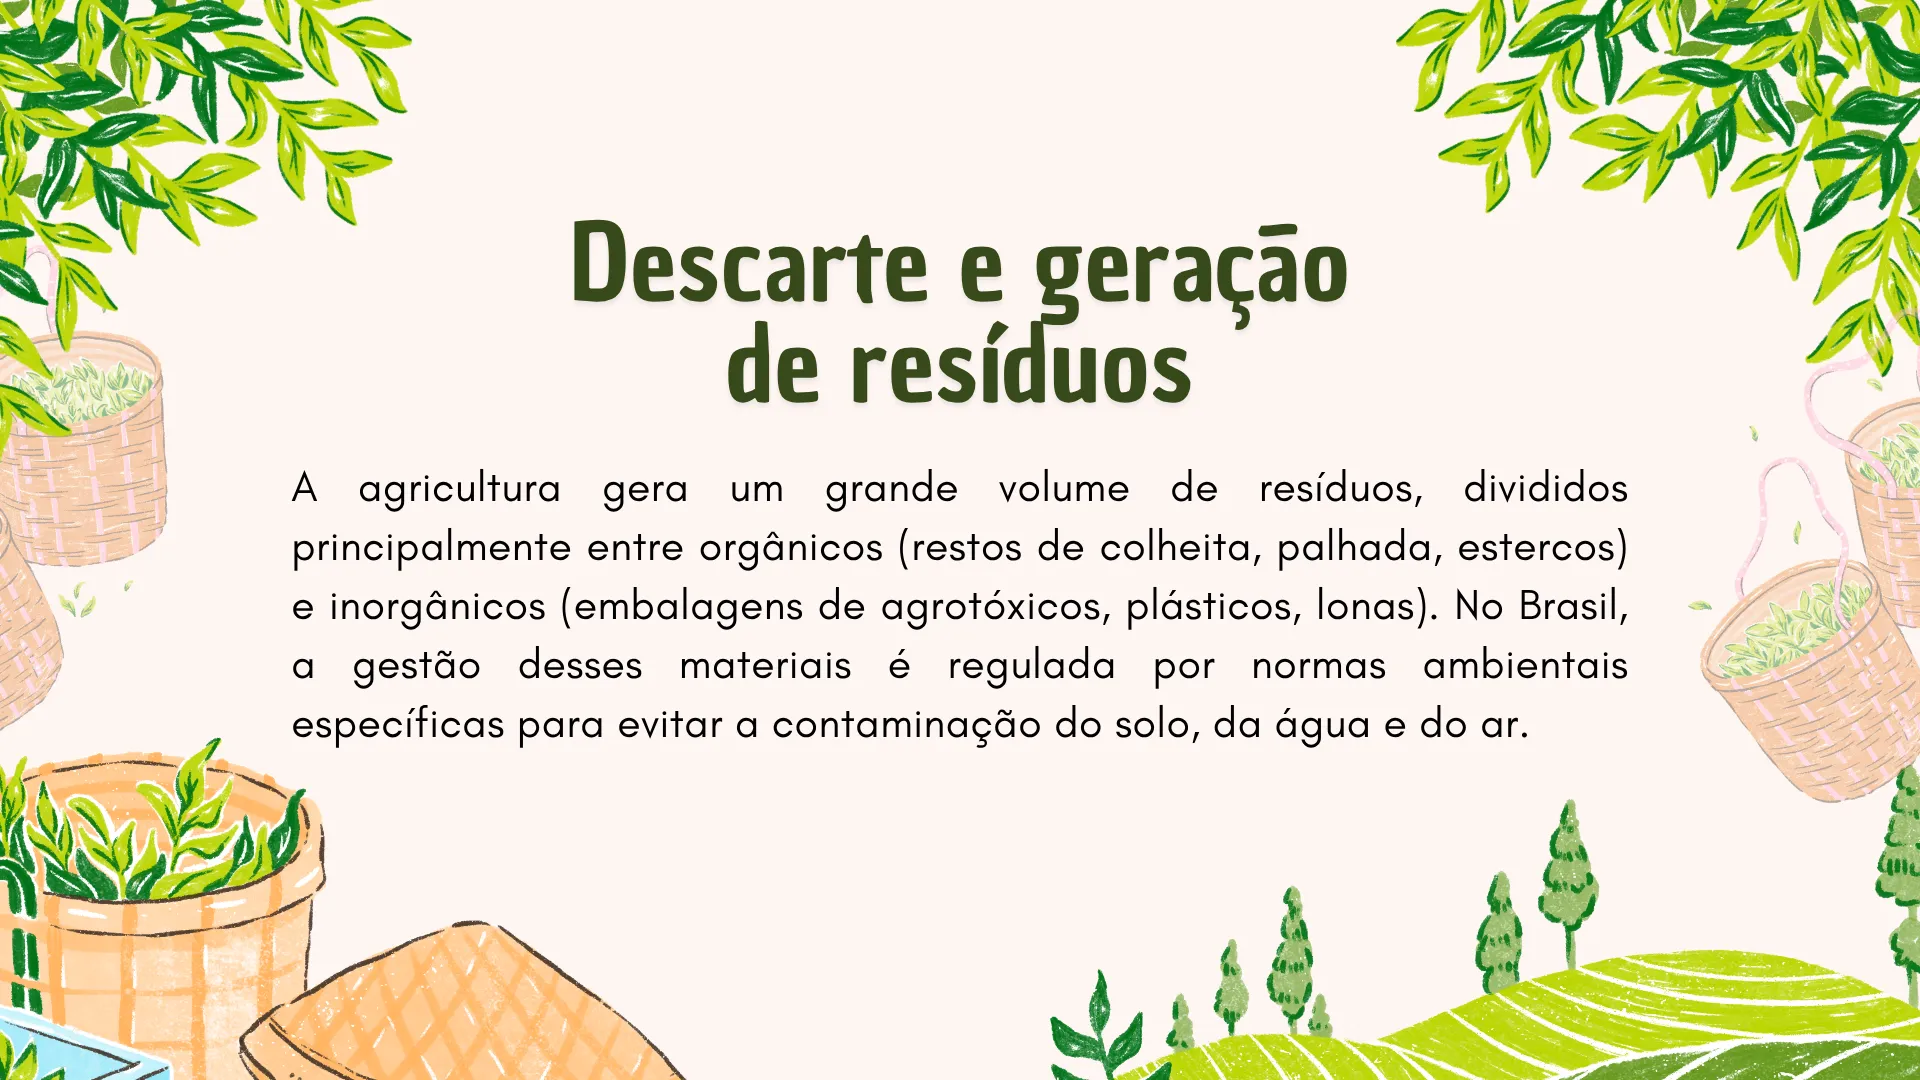 Descarte e geração
de resíduos
A agricultura gera um grande volume de resíduos, divididos
principalmente entre orgânicos (restos de colheita, palhada, estercos)
e inorgânicos (embalagens de agrotóxicos, plásticos, lonas). No Brasil,
a gestão desses materiais é regulada por normas ambientais
específicas para evitar a contaminação do solo, da água e do ar.